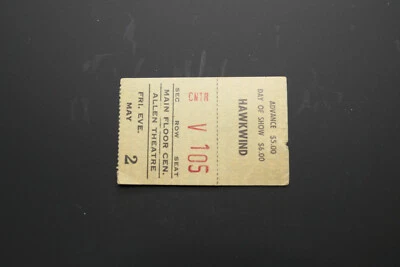 ADVANCE $5.00
DAY OF SHOW $6.00
HAWKWIND
CNTR V 105
SEC. ROW SEAT
MAIN FLOOR CEN.
ALLEN THEATRE
FRI. EVE.
MAY 2